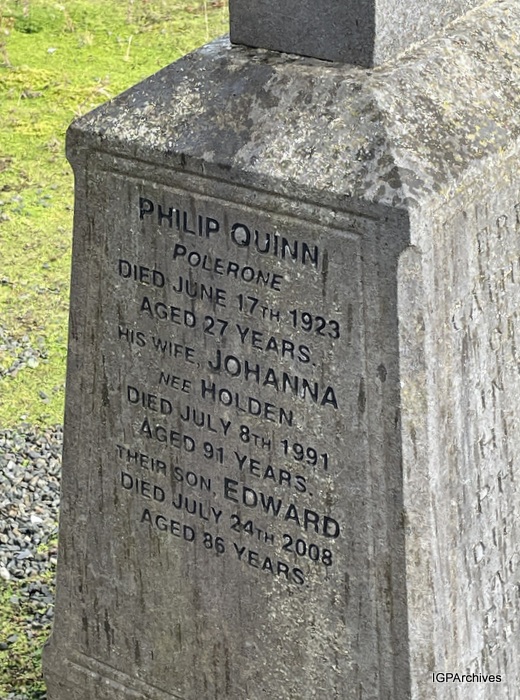 PHILIP QUINN
POLERONE
DIED JUNE 17TH 1923
AGED 27 YEARS.
HIS WIFE, JOHANNA
NEE HOLDEN
DIED JULY 8TH 1991
AGED 91 YEARS.
THEIR SON, EDWARD
DIED JULY 24TH 2008
AGED 86 YEARS
IGPArchives